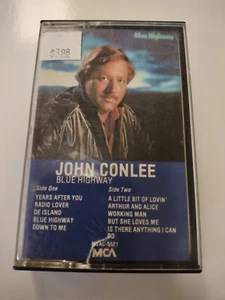 Blue Highway
JOHN CONLEE
BLUE HIGHWAY
Side One
YEARS AFTER YOU
RADIO LOVER
DE ISLAND
BLUE HIGHWAY
DOWN TO ME
Side Two
A LITTLE BIT OF LOVIN'
ARTHUR AND ALICE
WORKING MAN
BUT SHE LOVES ME
IS THERE ANYTHING I CAN
DO
MCAC-5521
MCA